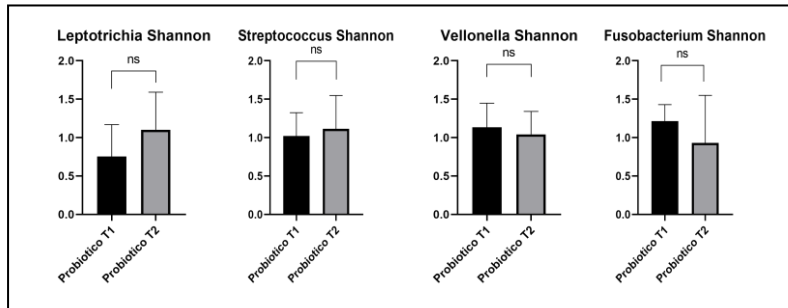 Leptotrichia Shannon
ns
2.0
1.5
1.0
0.5
0.0
Probiotico T1
Probiotico T2
Streptococcus Shannon
ns
2.0
1.5
1.0
0.5
0.0
Probiotico T1
Probiotico T2
Vellonella Shannon
ns
2.0
1.5
1.0
0.5
0.0
Probiotico T1
Probiotico T2
Fusobacterium Shannon
ns
2.0
1.5
1.0
0.5
0.0
Probiotico T1
Probiotico T2